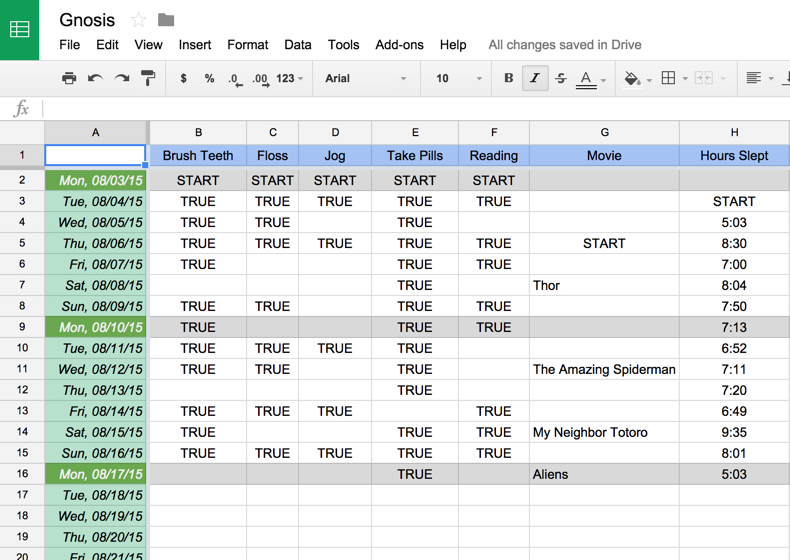 Gnosis
File Edit View Insert Format Data Tools Add-ons Help All changes saved in Drive
$ % .0 .00 123 Arial 10 B I S A
fx
A B C D E F G H
1 Brush Teeth Floss Jog Take Pills Reading Movie Hours Slept
2 Mon, 08/03/15 START START START START START
3 Tue, 08/04/15 TRUE TRUE TRUE TRUE TRUE START
4 Wed, 08/05/15 TRUE TRUE TRUE 5:03
5 Thu, 08/06/15 TRUE TRUE TRUE TRUE TRUE START 8:30
6 Fri, 08/07/15 TRUE TRUE TRUE 7:00
7 Sat, 08/08/15 TRUE Thor 8:04
8 Sun, 08/09/15 TRUE TRUE TRUE TRUE 7:50
9 Mon, 08/10/15 TRUE TRUE TRUE 7:13
10 Tue, 08/11/15 TRUE TRUE TRUE TRUE 6:52
11 Wed, 08/12/15 TRUE TRUE TRUE The Amazing Spiderman 7:11
12 Thu, 08/13/15 TRUE 7:20
13 Fri, 08/14/15 TRUE TRUE TRUE TRUE 6:49
14 Sat, 08/15/15 TRUE TRUE TRUE My Neighbor Totoro 9:35
15 Sun, 08/16/15 TRUE TRUE TRUE TRUE TRUE 8:01
16 Mon, 08/17/15 TRUE Aliens 5:03
17 Tue, 08/18/15
18 Wed, 08/19/15
19 Thu, 08/20/15
20 Fri, 08/21/15